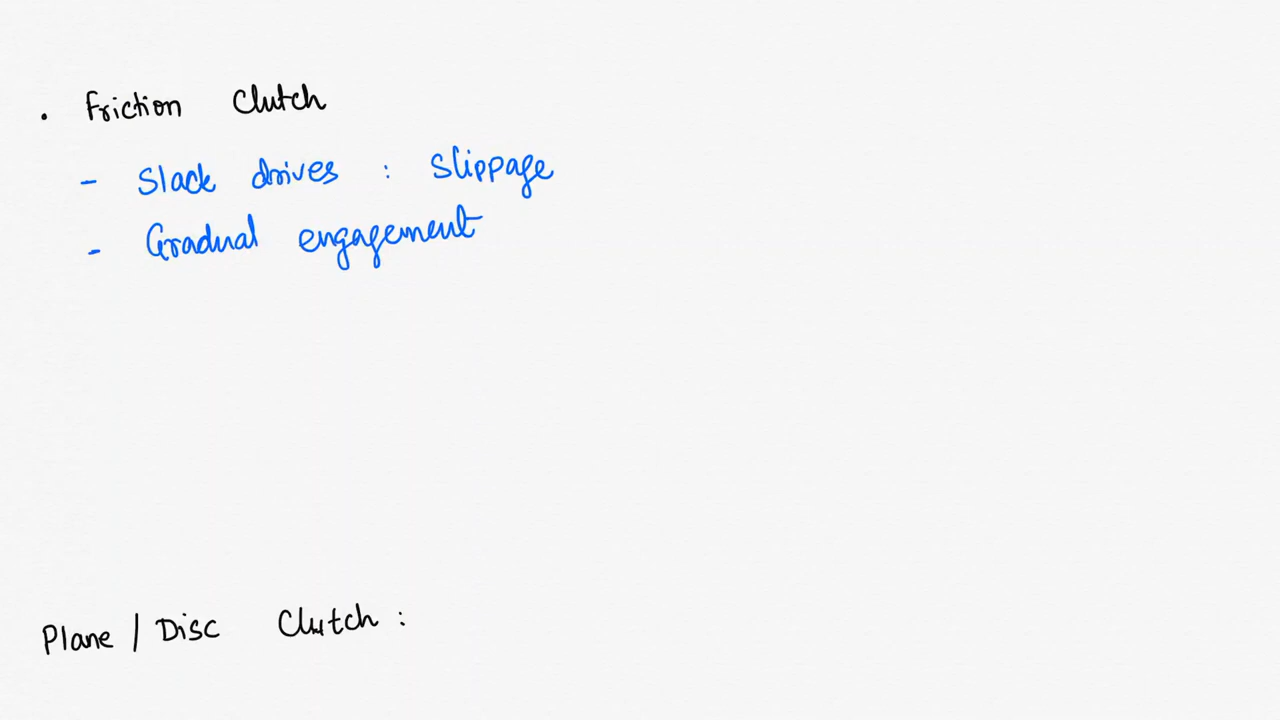 . Friction Clutch
- Slack drives : Slippage
- Gradual engagement
Plane / Disc Clutch :